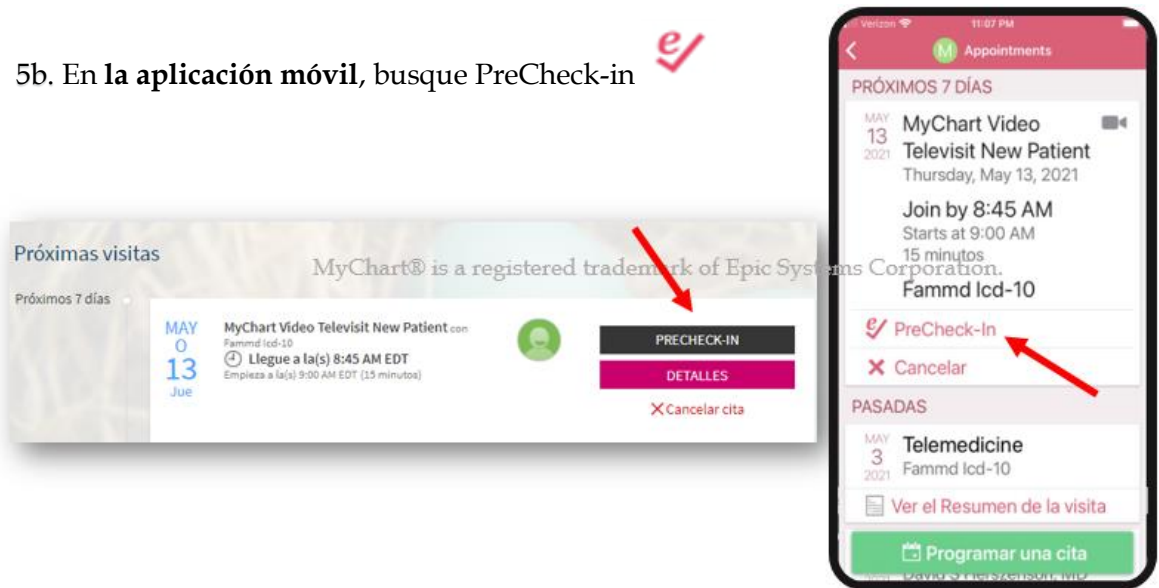 5b. En la aplicación móvil, busque PreCheck-in
Próximas visitas
Próximos 7 días
MAY
O
13
Jue
MyChart Video Televisit New Patient con
Fammd Icd-10
Llegue a la(s) 8:45 AM EDT
Empieza a la(s) 9:00 AM EDT (15 minutos)
PRECHECK-IN
DETALLES
Cancelar cita
MyChart® is a registered trademark of Epic Systems Corporation.
Verizon 11:07 PM
M Appointments
PRÓXIMOS 7 DÍAS
MAY
13
2021
MyChart Video
Televisit New Patient
Thursday, May 13, 2021
Join by 8:45 AM
Starts at 9:00 AM
15 minutos
Fammd Icd-10
PreCheck-In
Cancelar
PASADAS
MAY
3
2021
Telemedicine
Fammd Icd-10
Ver el Resumen de la visita
Programar una cita
David S Herszenson, MD